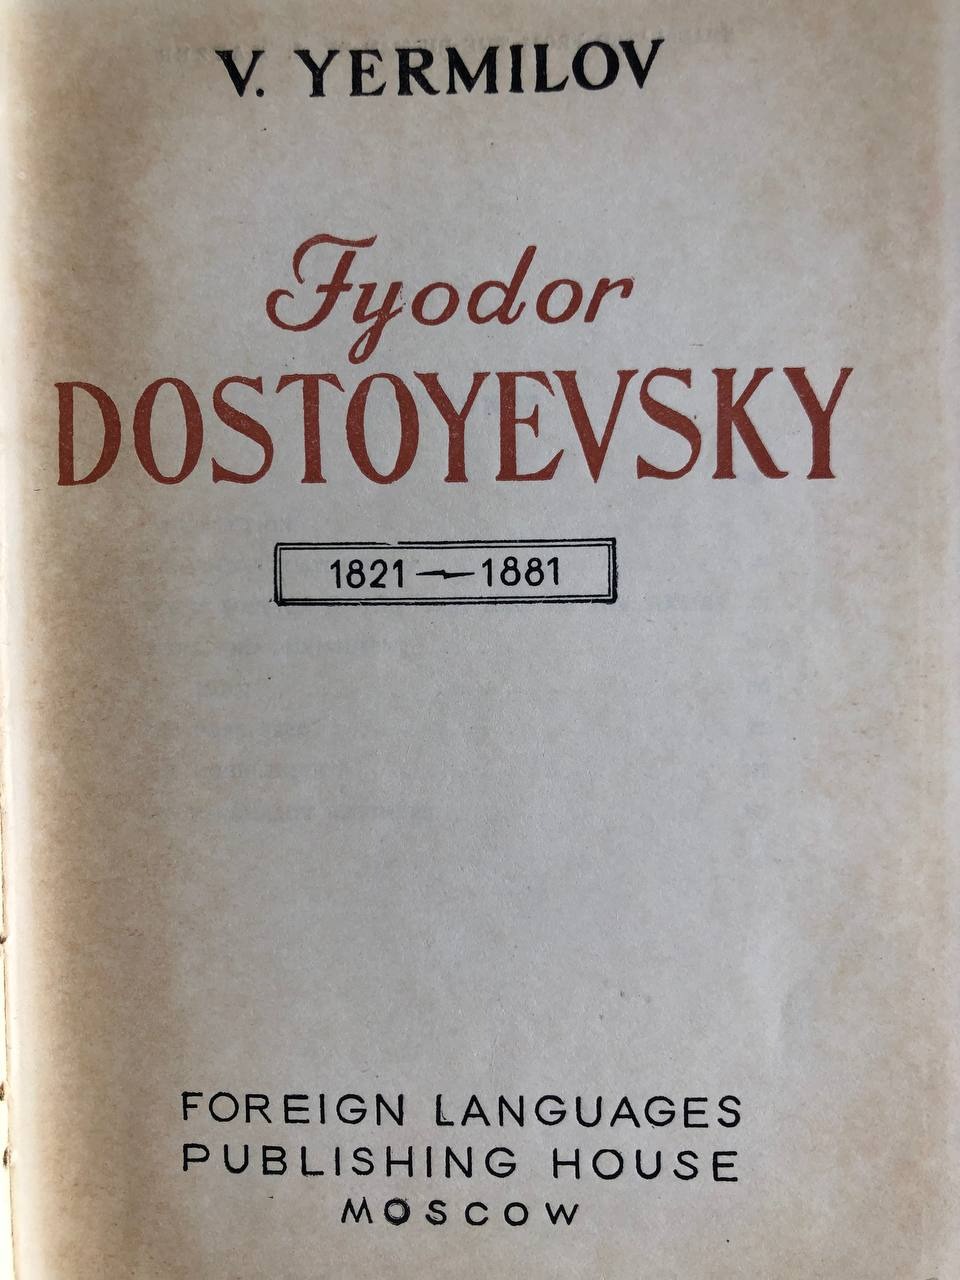 V. YERMILOV
Fyodor
DOSTOYEVSKY
1821—1881
FOREIGN LANGUAGES
PUBLISHING HOUSE
MOSCOW